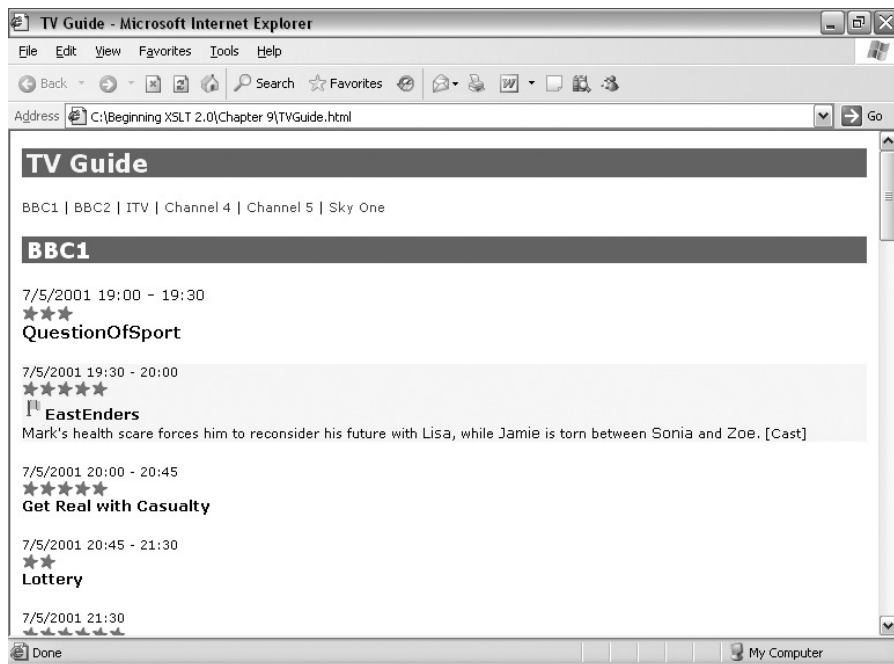 TV Guide - Microsoft Internet Explorer
File Edit View Favorites Tools Help
Back Search Favorites
Address C:\Beginning XSLT 2.0\Chapter 9\TVGuide.html Go
TV Guide
BBC1 | BBC2 | ITV | Channel 4 | Channel 5 | Sky One
BBC1
7/5/2001 19:00 - 19:30
QuestionOfSport
7/5/2001 19:30 - 20:00
EastEnders
Mark's health scare forces him to reconsider his future with Lisa, while Jamie is torn between Sonia and Zoe. [Cast]
7/5/2001 20:00 - 20:45
Get Real with Casualty
7/5/2001 20:45 - 21:30
Lottery
7/5/2001 21:30
Done My Computer